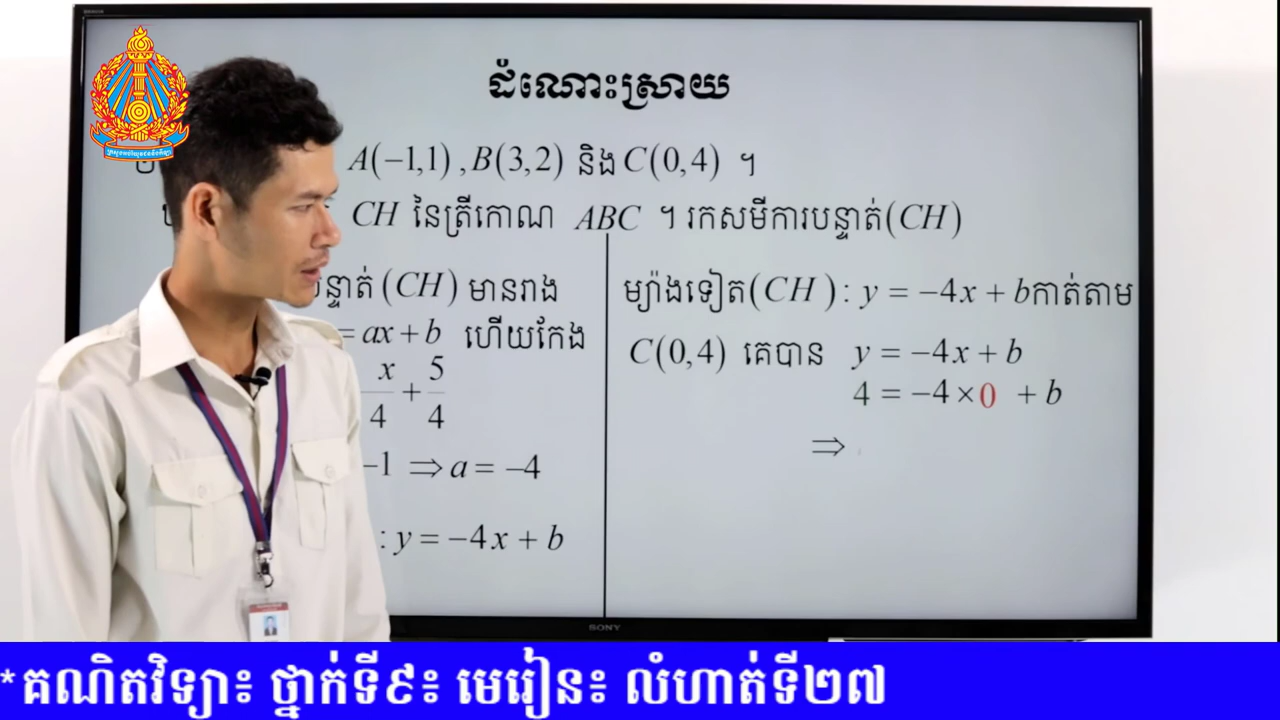 ដំណោះស្រាយ
A(−1,1) , B(3,2) និង C(0,4) ។
CH នៃត្រីកោណ ABC ។ រកសមីការបន្ទាត់(CH)
បន្ទាត់ (CH) មានរាង
= ax + b ហើយកែង
x/4 + 5/4
−1 ⇒ a = −4
: y = −4x + b
ម្យ៉ាងទៀត(CH) : y = −4x + bកាត់តាម
C(0,4) គេបាន y = −4x + b
4 = −4 × 0 + b
⇒
SONY
*គណិតវិទ្យា៖ ថ្នាក់ទី៩៖ មេរៀន៖ លំហាត់ទី២៧